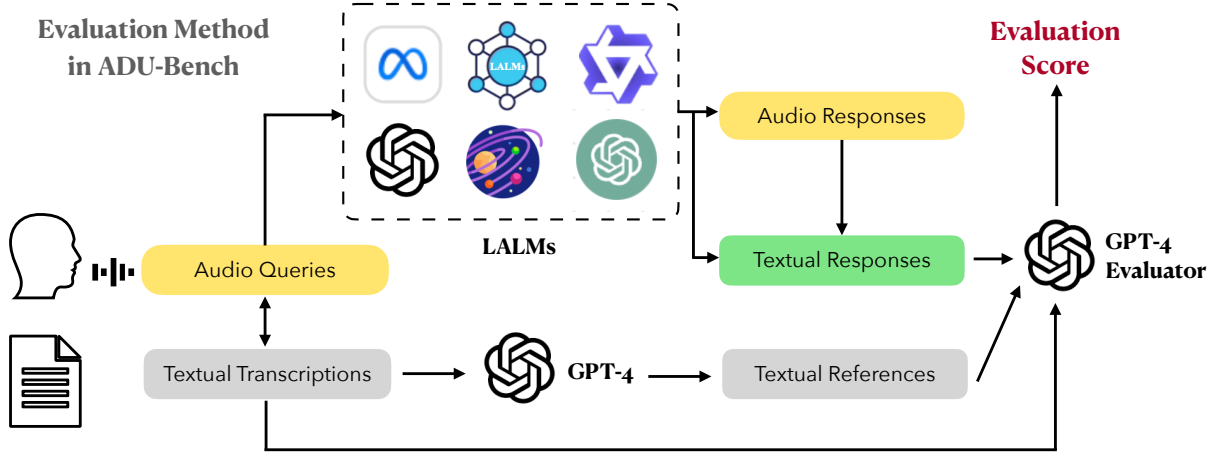 Evaluation Method
in ADU-Bench
LALMs
Evaluation
Score
Audio Responses
LALMs
Audio Queries
Textual Responses
GPT-4
Evaluator
Textual Transcriptions
GPT-4
Textual References